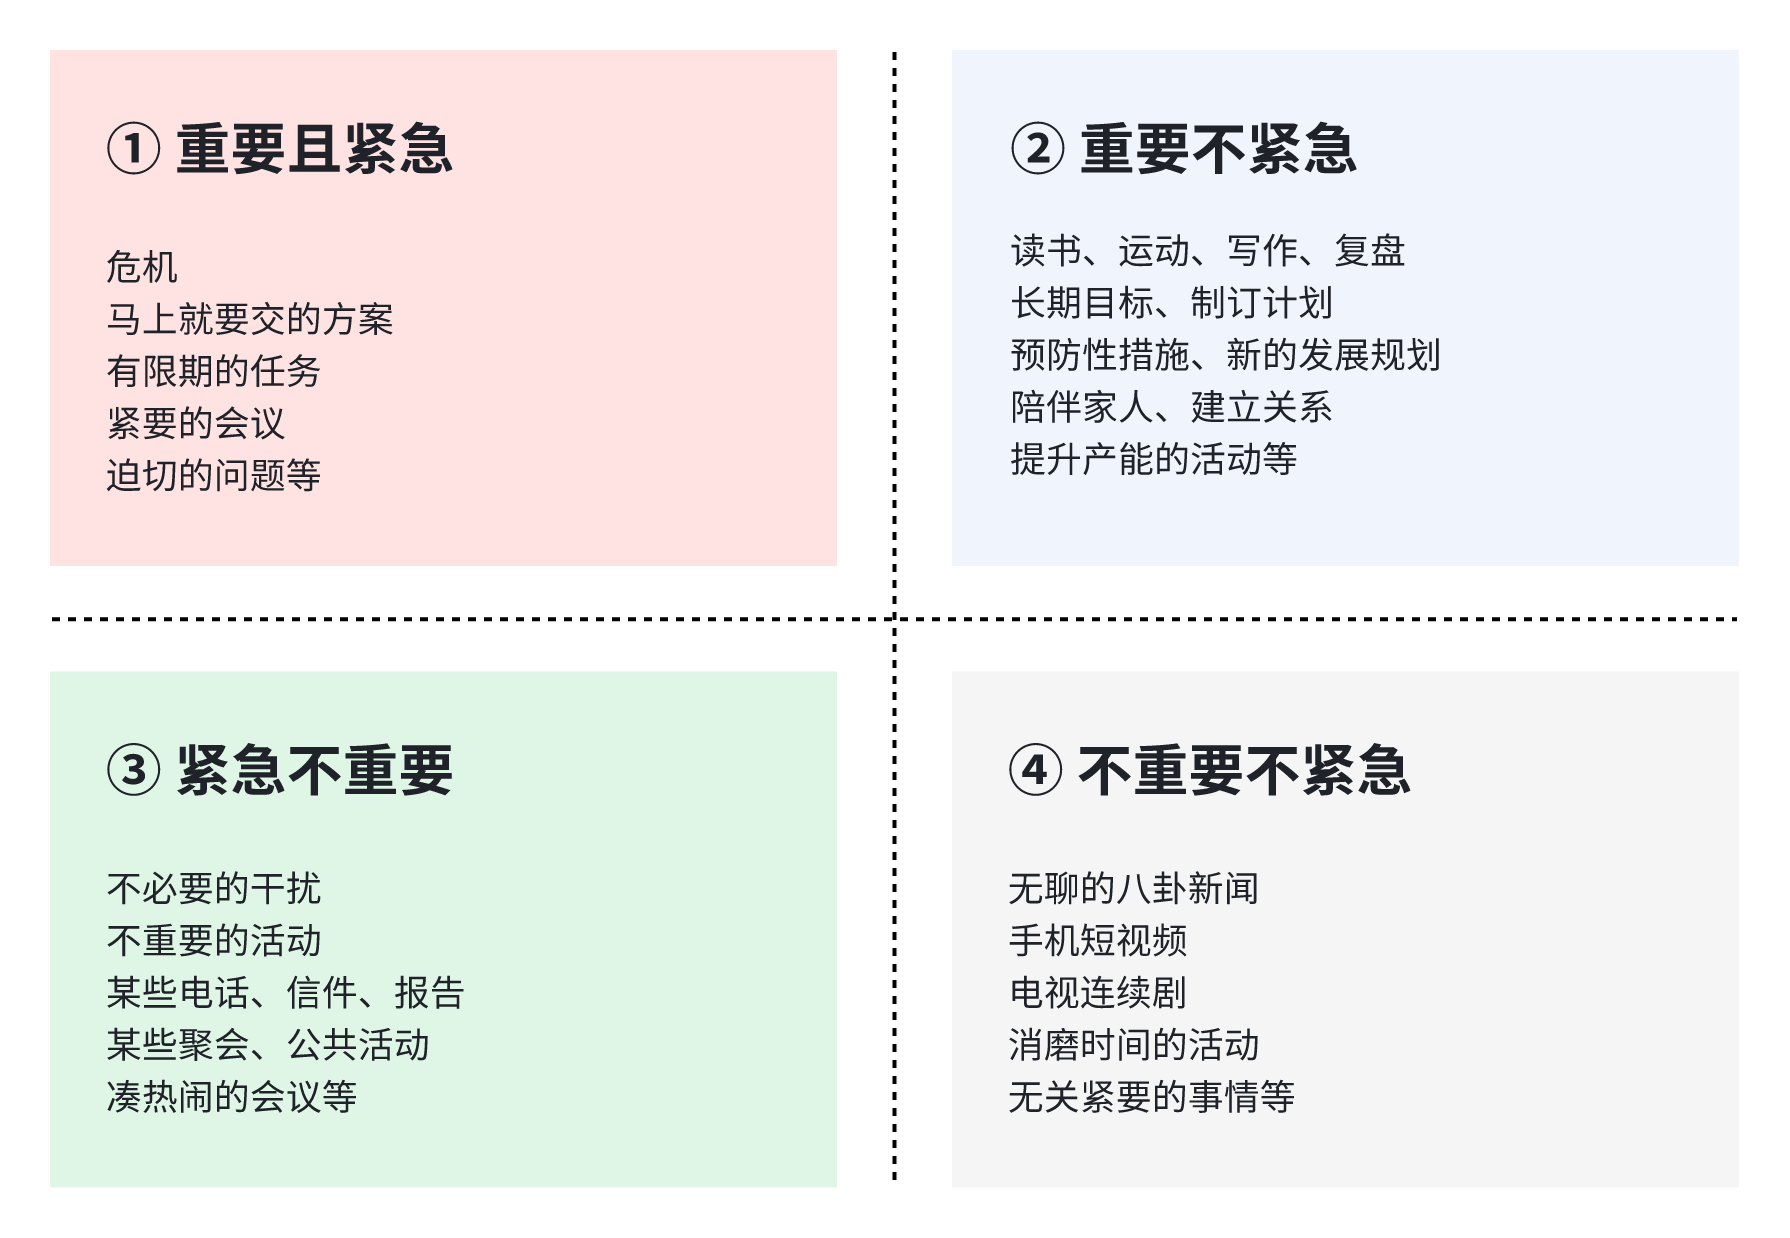 ① 重要且紧急
危机
马上就要交的方案
有限期的任务
紧要的会议
迫切的问题等
② 重要不紧急
读书、运动、写作、复盘
长期目标、制订计划
预防性措施、新的发展规划
陪伴家人、建立关系
提升产能的活动等
③ 紧急不重要
不必要的干扰
不重要的活动
某些电话、信件、报告
某些聚会、公共活动
凑热闹的会议等
④ 不重要不紧急
无聊的八卦新闻
手机短视频
电视连续剧
消磨时间的活动
无关紧要的事情等